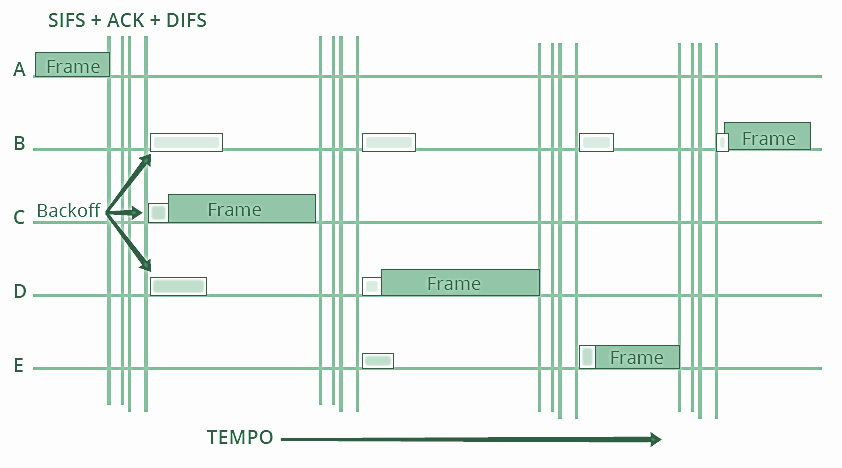 SIFS + ACK + DIFS
A Frame
B Frame
C Backoff Frame
D Frame
E Frame
TEMPO